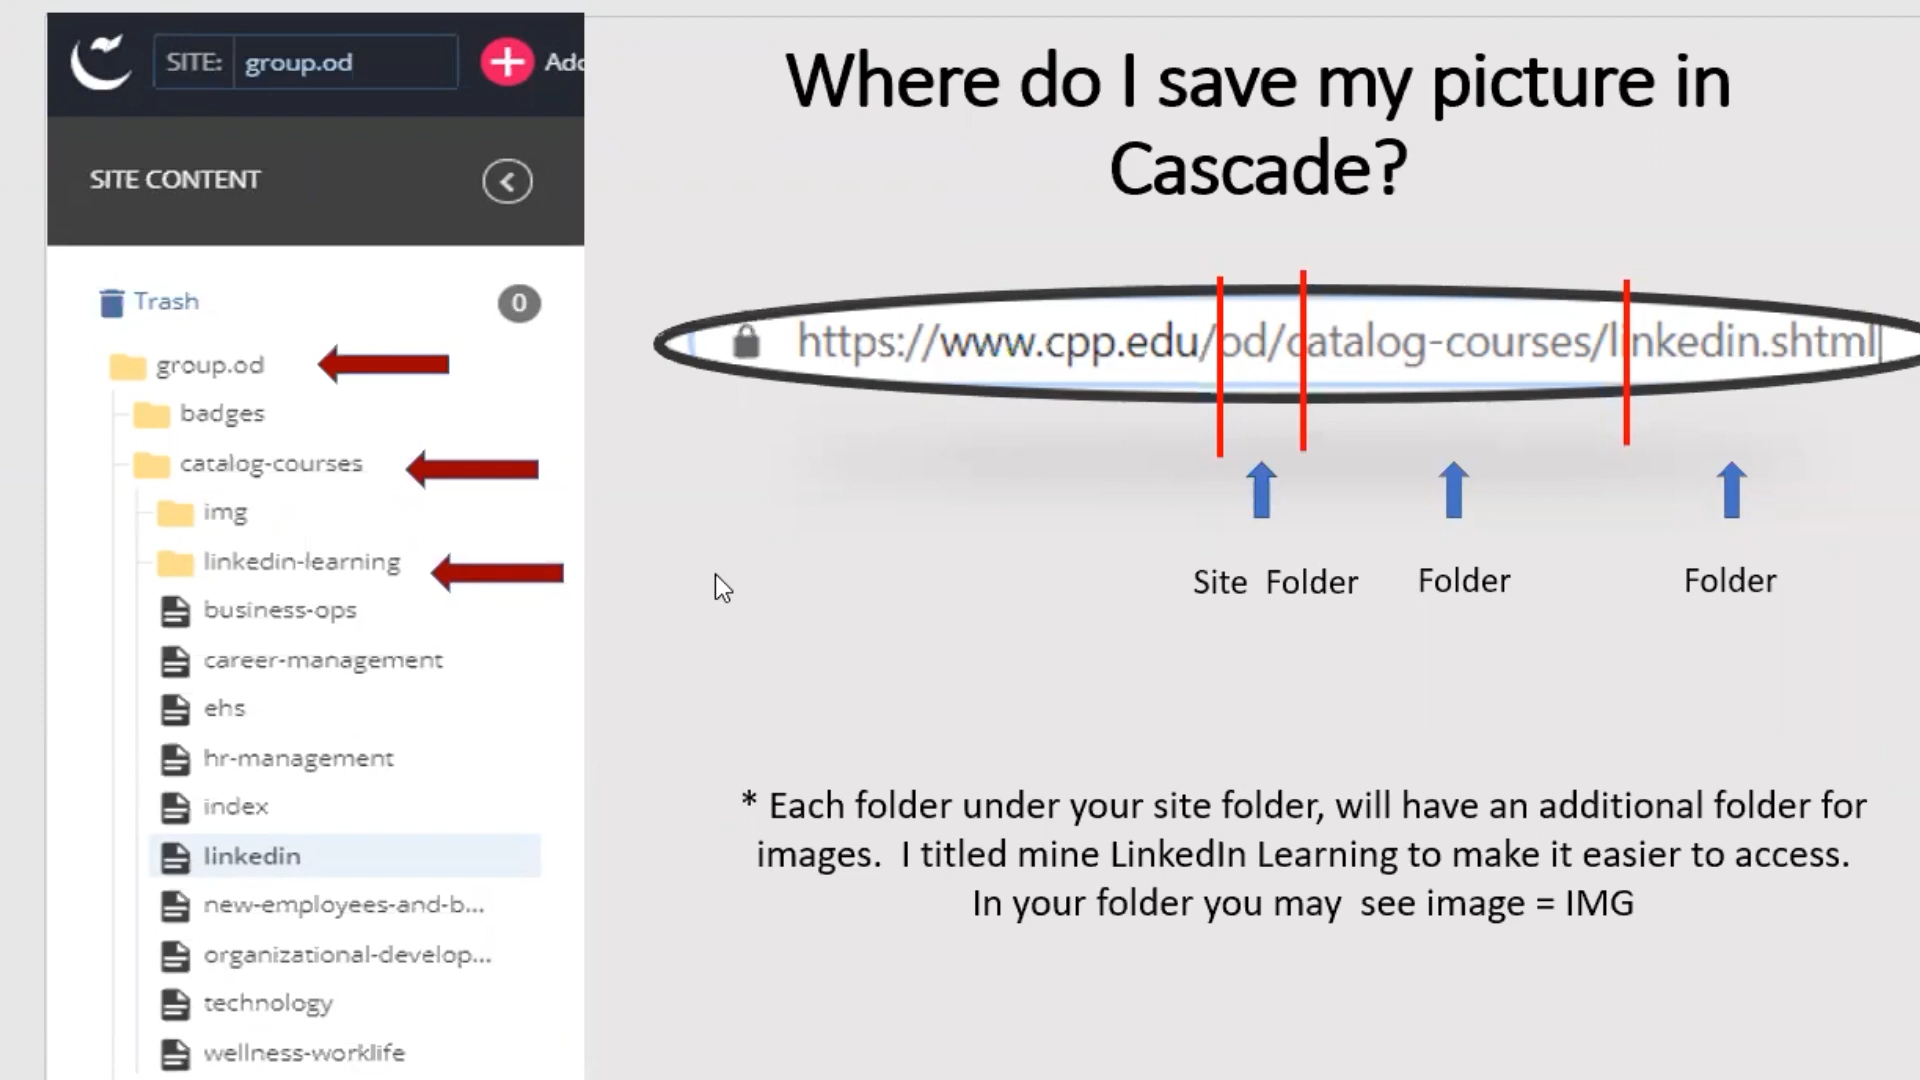 SITE: group.od
SITE CONTENT
Trash 0
group.od
badges
catalog-courses
img
linkedin-learning
business-ops
career-management
ehs
hr-management
index
linkedin
new-employees-and-b...
organizational-develop...
technology
wellness-worklife
Where do I save my picture in
Cascade?
https://www.cpp.edu/od/catalog-courses/linkedin.shtml
Site Folder Folder Folder
* Each folder under your site folder, will have an additional folder for
images. I titled mine LinkedIn Learning to make it easier to access.
In your folder you may see image = IMG